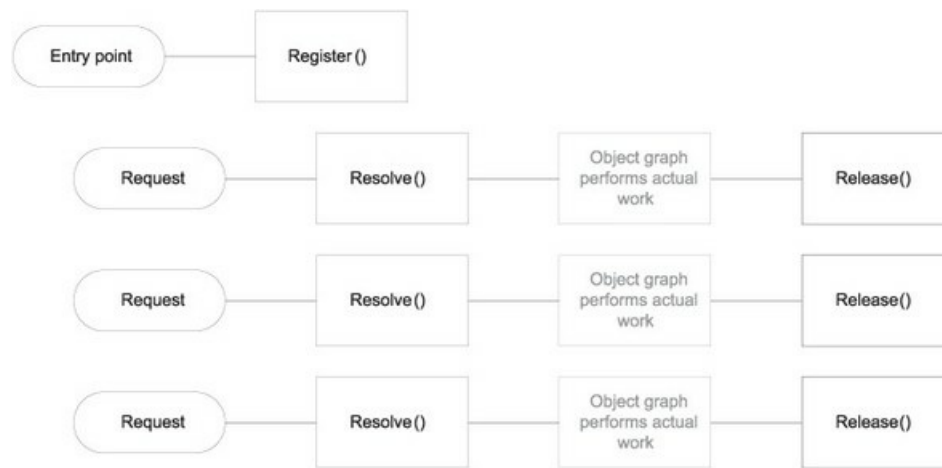 Entry point
Register()
Request
Resolve()
Object graph
performs actual
work
Release()
Request
Resolve()
Object graph
performs actual
work
Release()
Request
Resolve()
Object graph
performs actual
work
Release()